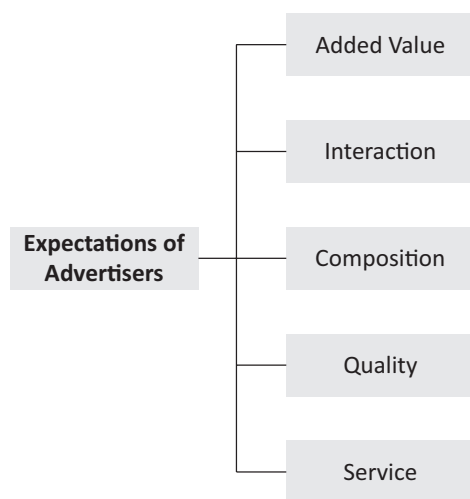 Added Value
Interaction
Expectations of
Advertisers
Composition
Quality
Service